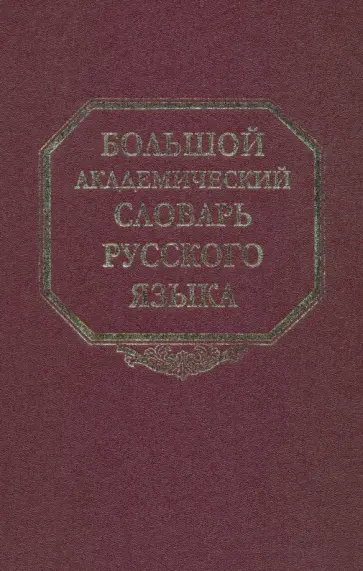 БОЛЬШОЙ
АКАДЕМИЧЕСКИЙ
СЛОВАРЬ
РУССКОГО
ЯЗЫКА